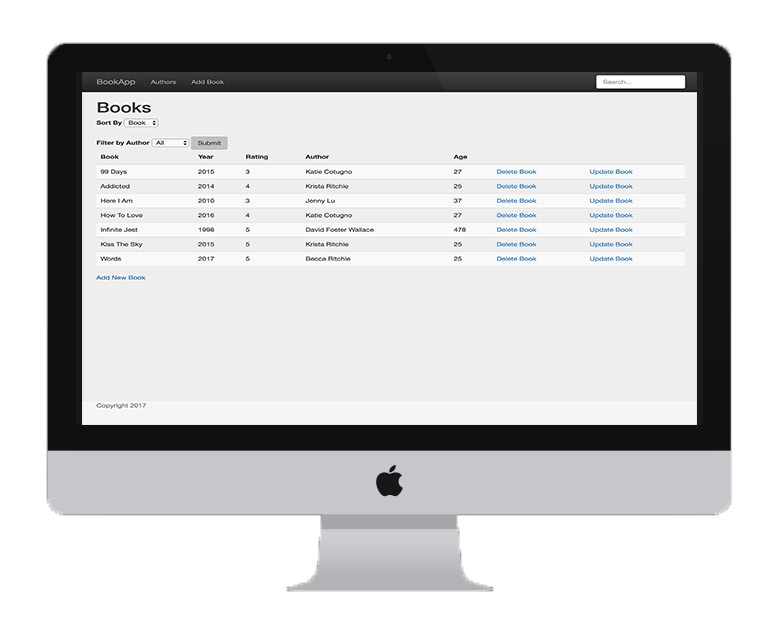 BookApp Authors Add Book Search...
Books
Sort By Book
Filter by Author All Submit
Book Year Rating Author Age
99 Days 2015 3 Katie Cotugno 27 Delete Book Update Book
Addicted 2014 4 Krista Ritchie 25 Delete Book Update Book
Here I Am 2010 3 Jenny Lu 37 Delete Book Update Book
How To Love 2016 4 Katie Cotugno 27 Delete Book Update Book
Infinite Jest 1998 5 David Foster Wallace 478 Delete Book Update Book
Kiss The Sky 2015 5 Krista Ritchie 25 Delete Book Update Book
Words 2017 5 Becca Ritchie 25 Delete Book Update Book
Add New Book
Copyright 2017